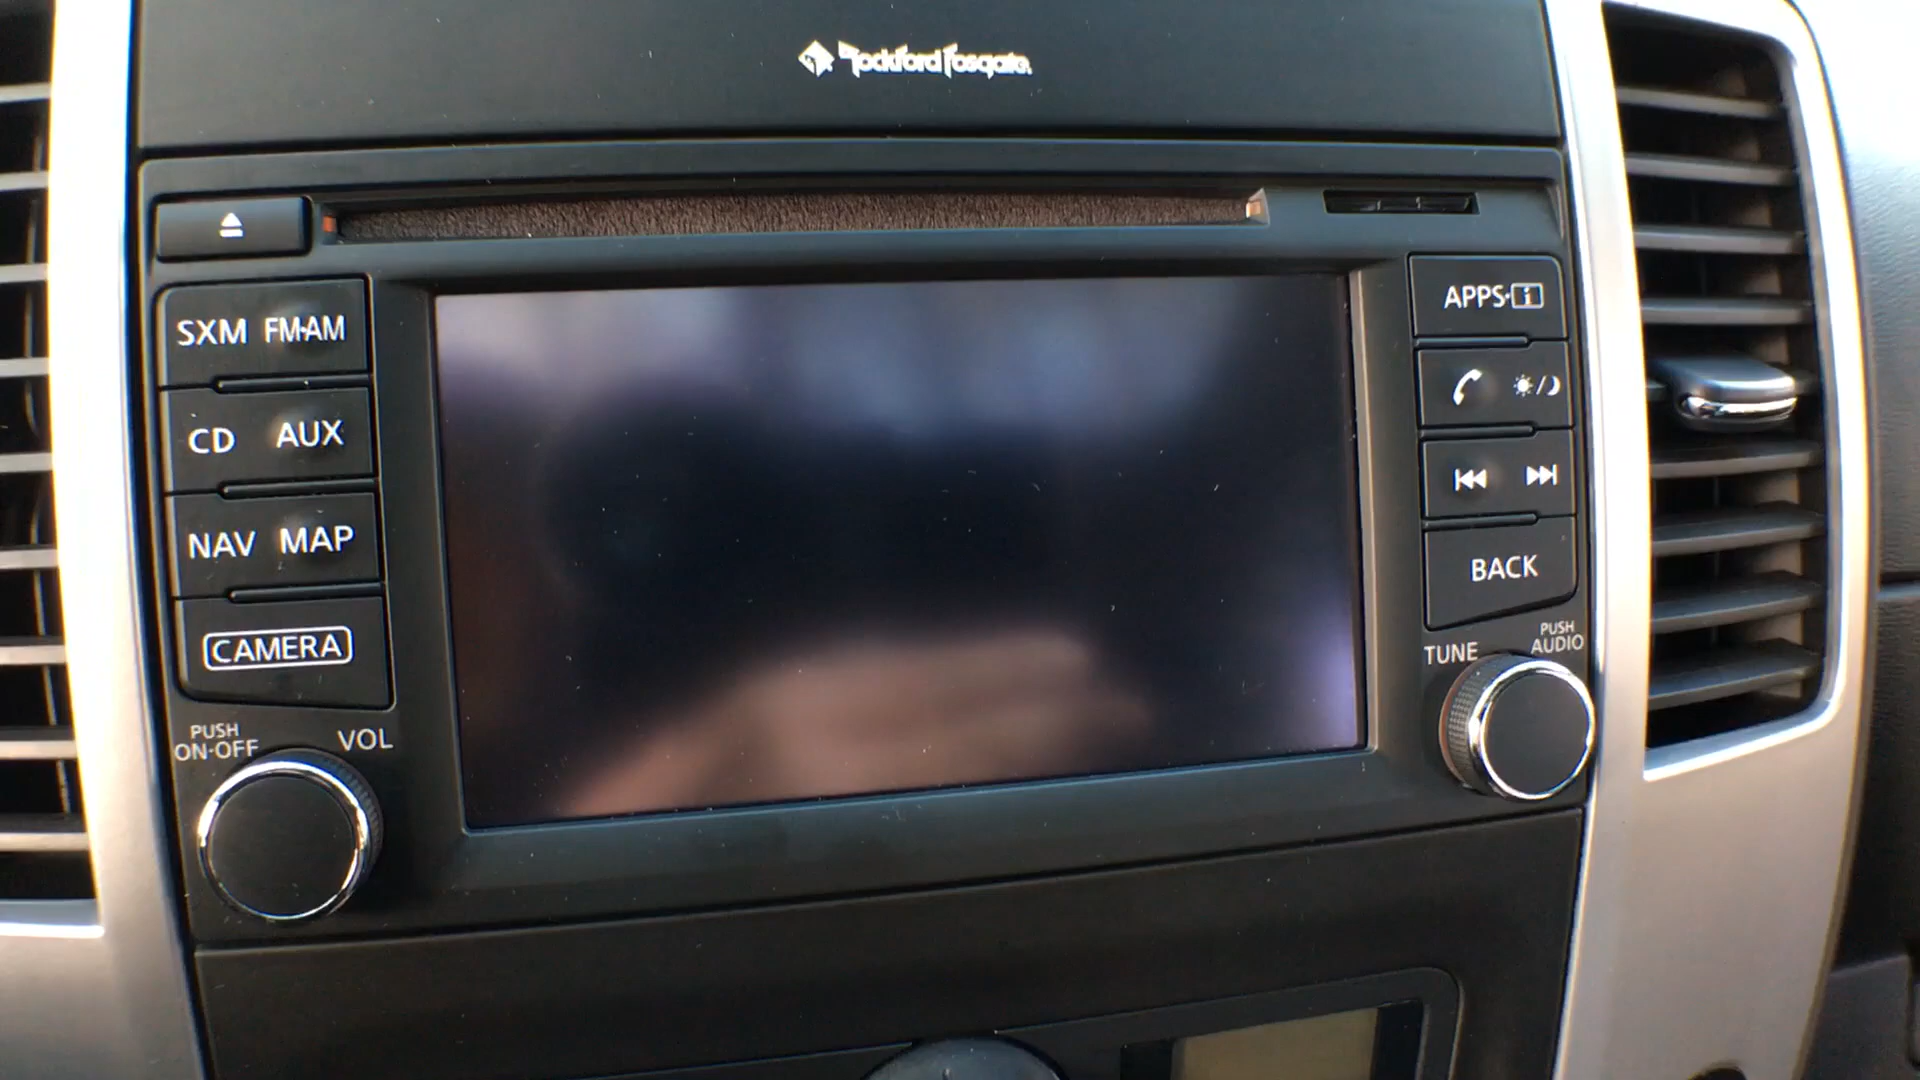 Rockford Fosgate
SXM FM·AM
CD AUX
NAV MAP
CAMERA
PUSH
ON·OFF
VOL
APPS·i
BACK
TUNE
PUSH
AUDIO